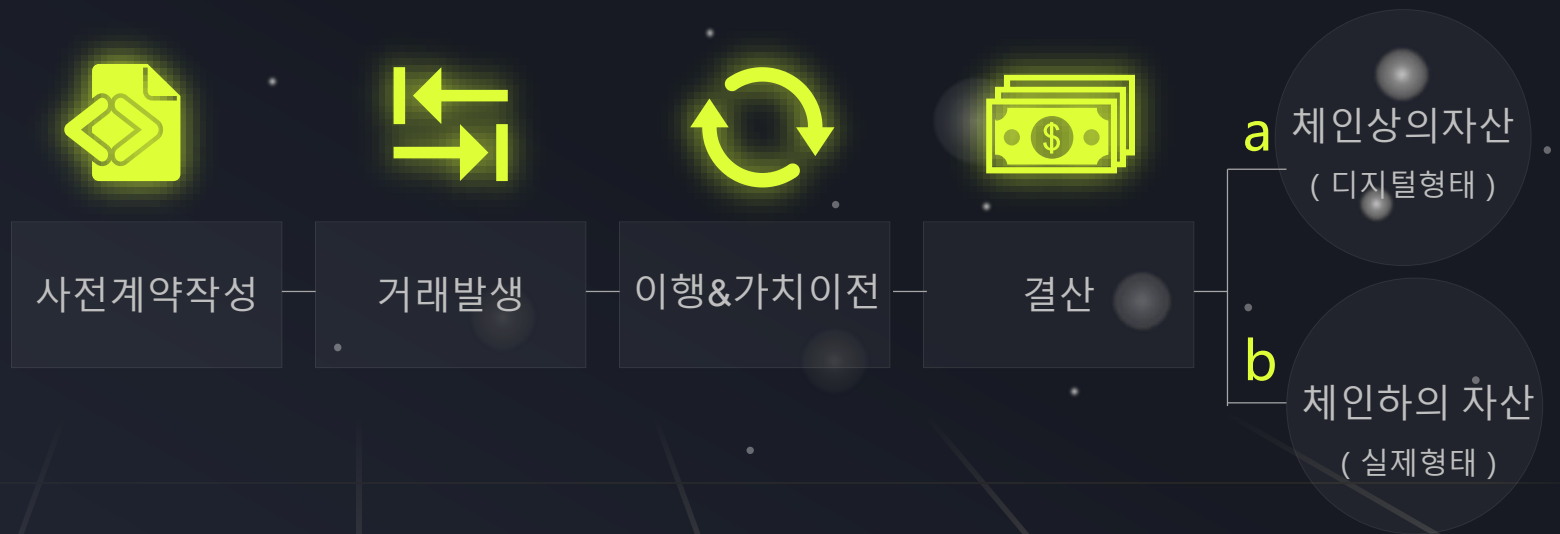 사전계약작성
거래발생
이행&가치이전
결산
a
체인상의자산
( 디지털형태 )
b
체인하의 자산
( 실제형태 )
$